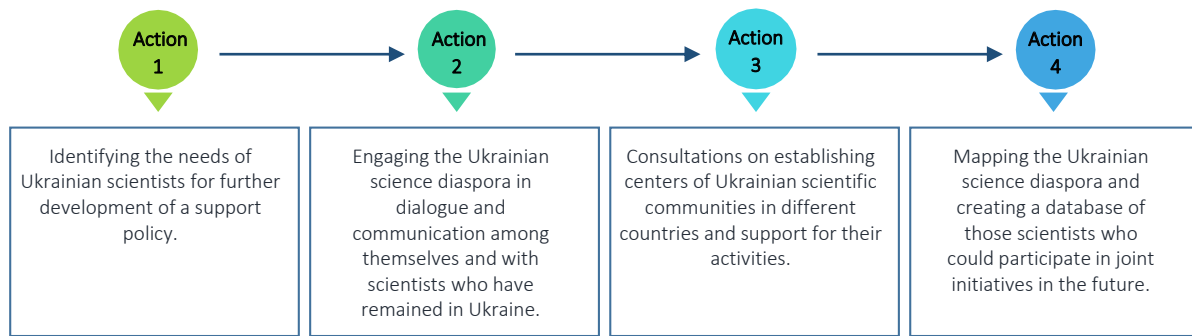 Action
1
Action
2
Action
3
Action
4
Identifying the needs of
Ukrainian scientists for further
development of a support
policy.
Engaging the Ukrainian
science diaspora in
dialogue and
communication among
themselves and with
scientists who have
remained in Ukraine.
Consultations on establishing
centers of Ukrainian scientific
communities in different
countries and support for their
activities.
Mapping the Ukrainian
science diaspora and
creating a database of
those scientists who
could participate in joint
initiatives in the future.